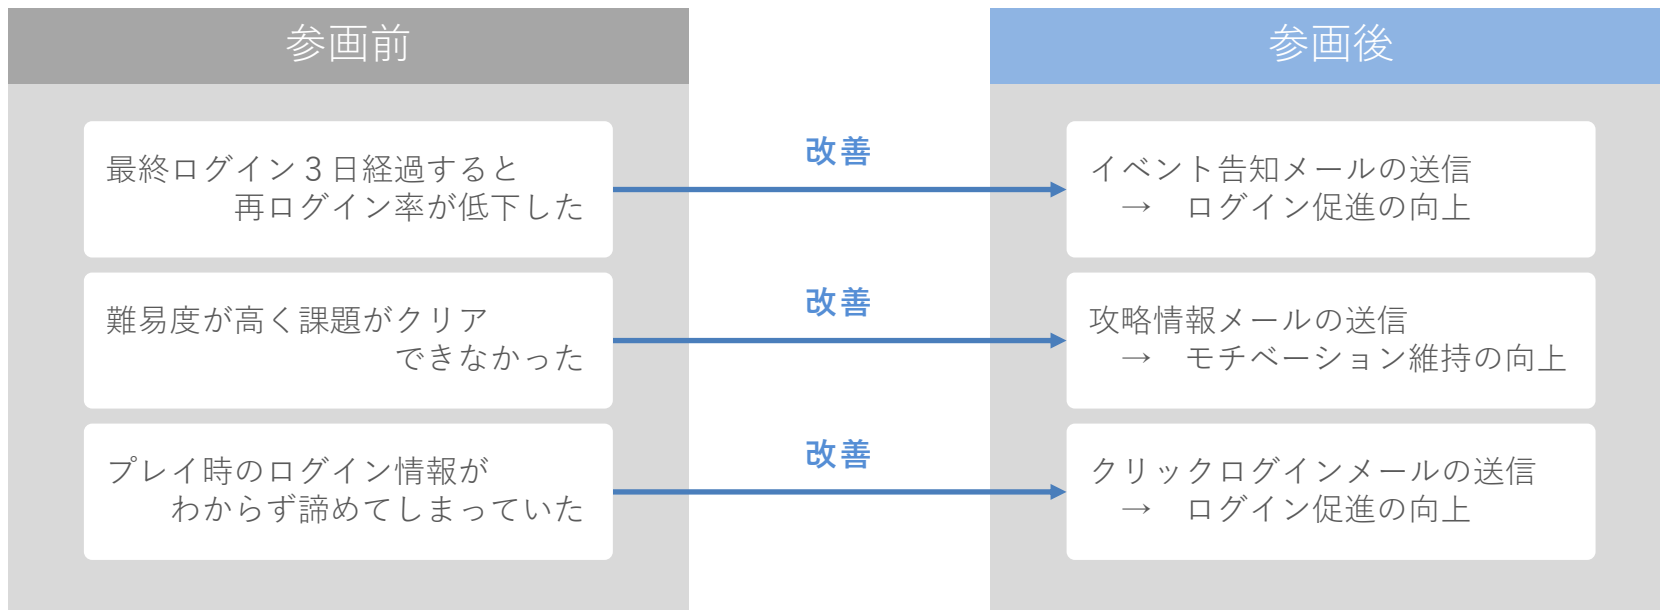 参画前
参画後
最終ログイン３日経過すると
再ログイン率が低下した
改善
イベント告知メールの送信
→　ログイン促進の向上
難易度が高く課題がクリア
できなかった
改善
攻略情報メールの送信
→　モチベーション維持の向上
プレイ時のログイン情報が
わからず諦めてしまっていた
改善
クリックログインメールの送信
→　ログイン促進の向上